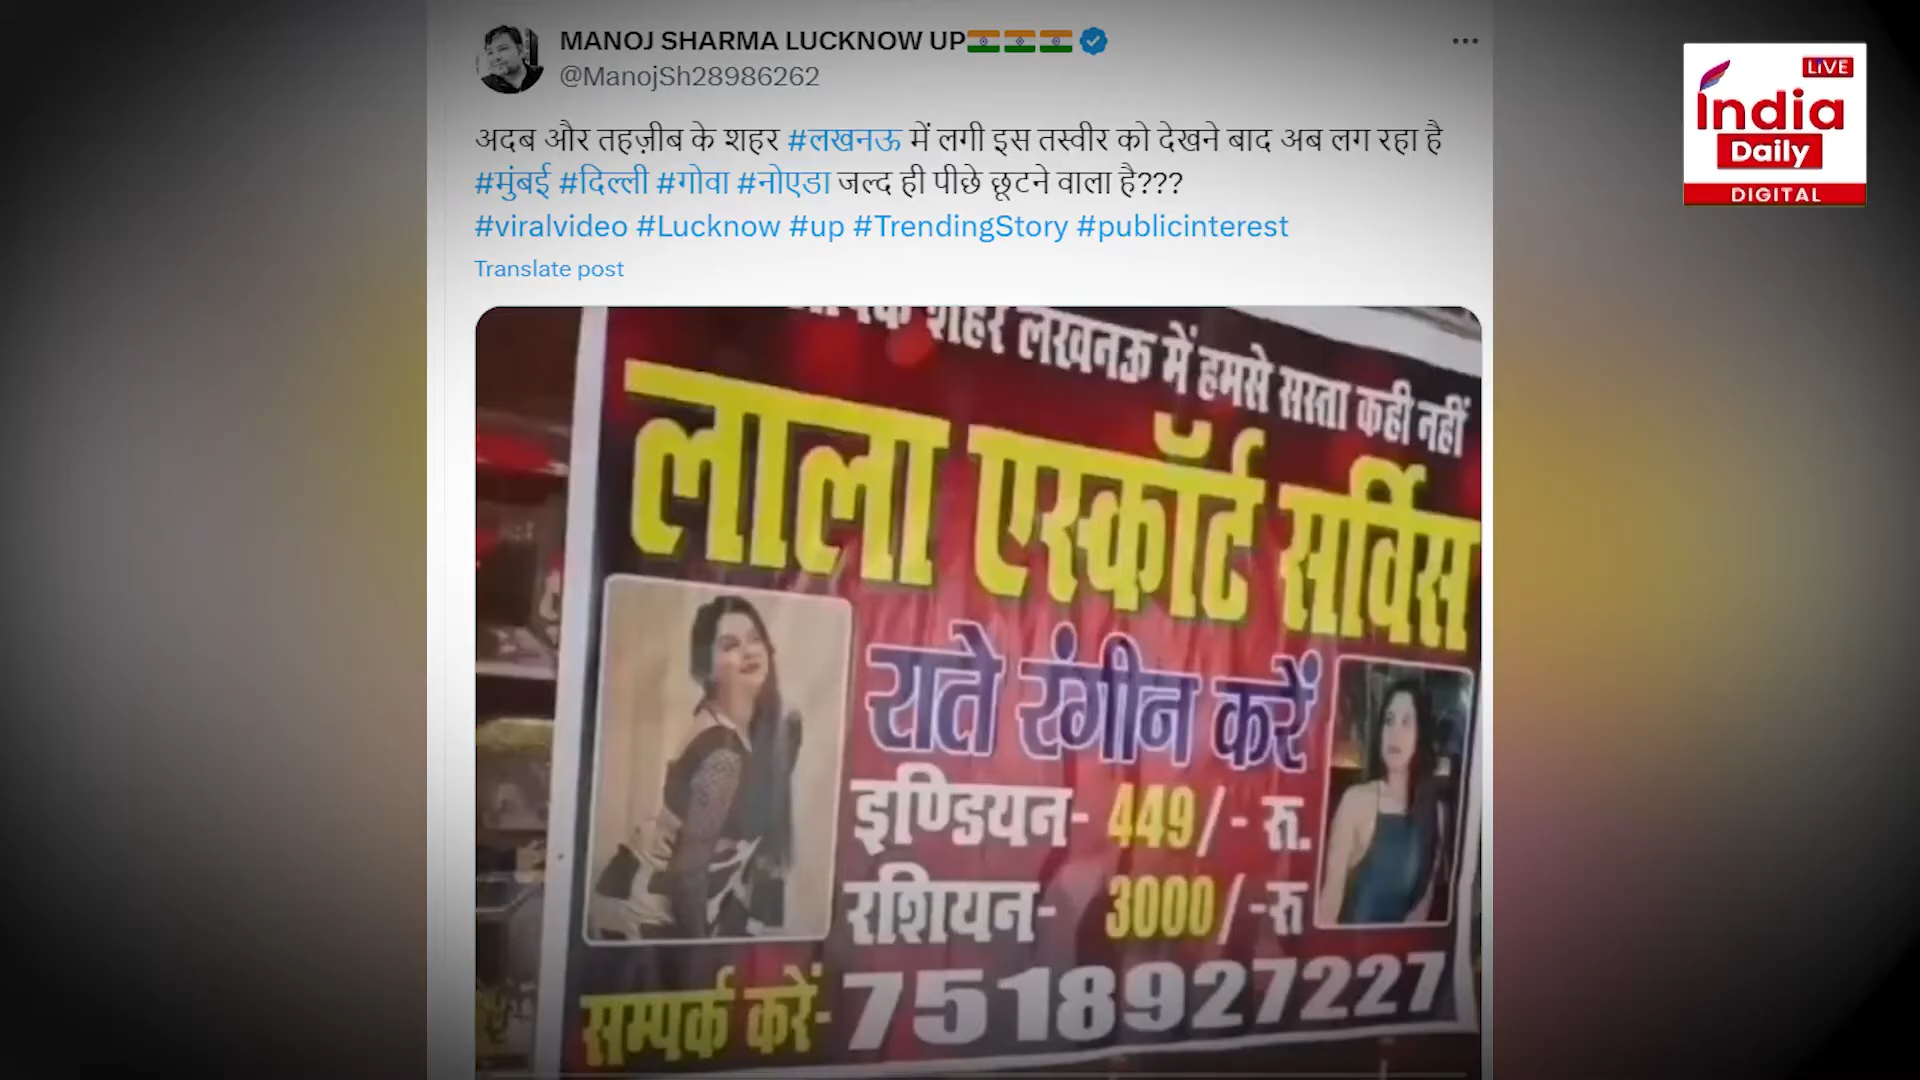 MANOJ SHARMA LUCKNOW UP
@ManojSh28986262
अदब और तहज़ीब के शहर #लखनऊ में लगी इस तस्वीर को देखने बाद अब लग रहा है
#मुंबई #दिल्ली #गोवा #नोएडा जल्द ही पीछे छूटने वाला है???
#viralvideo #Lucknow #up #TrendingStory #publicinterest
Translate post
शहर लखनऊ में हमसे सस्ता कही नहीं
लाला एस्कॉर्ट सर्विस
राते रंगीन करें
इण्डियन- 449/- रु.
रशियन- 3000/-रु
सम्पर्क करें- 7518927227
LIVE
India
Daily
DIGITAL